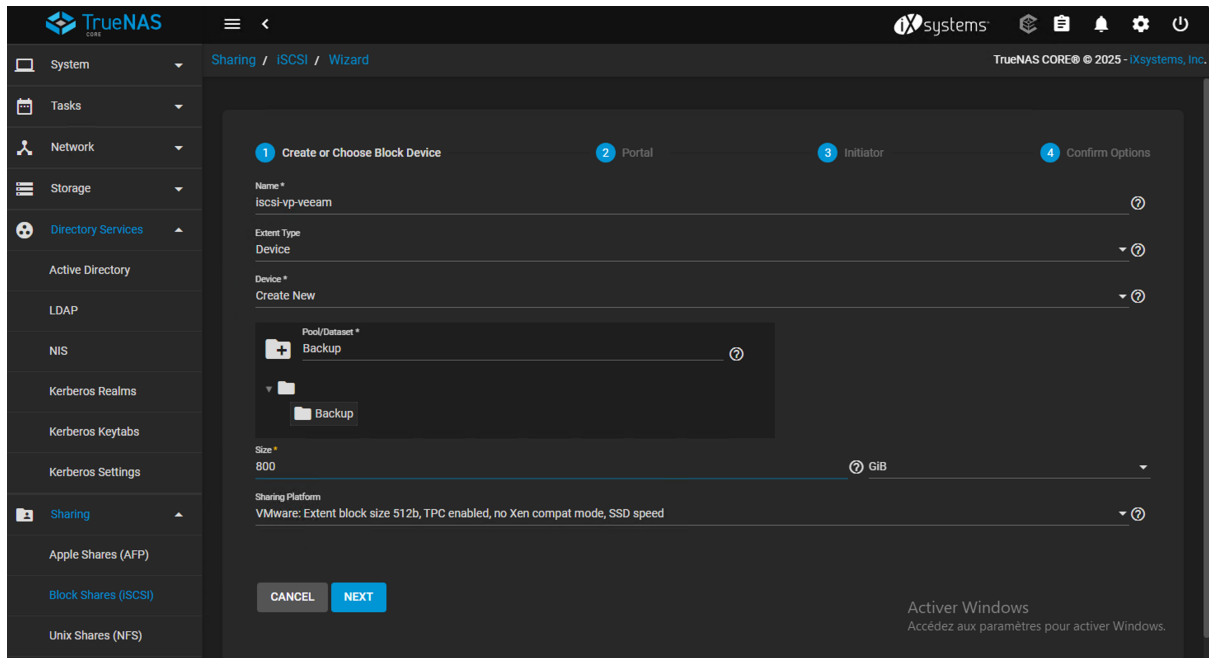 TrueNAS
CORE
iXsystems™
System
Sharing / iSCSI / Wizard
TrueNAS CORE® © 2025 - iXsystems, Inc.
Tasks
Network
Storage
Directory Services
Active Directory
LDAP
NIS
Kerberos Realms
Kerberos Keytabs
Kerberos Settings
Sharing
Apple Shares (AFP)
Block Shares (iSCSI)
Unix Shares (NFS)
1 Create or Choose Block Device
2 Portal
3 Initiator
4 Confirm Options
Name *
iscsi-vp-veeam
Extent Type
Device
Device *
Create New
Pool/Dataset *
Backup
Backup
Size *
800
GiB
Sharing Platform
VMware: Extent block size 512b, TPC enabled, no Xen compat mode, SSD speed
CANCEL
NEXT
Activer Windows
Accédez aux paramètres pour activer Windows.